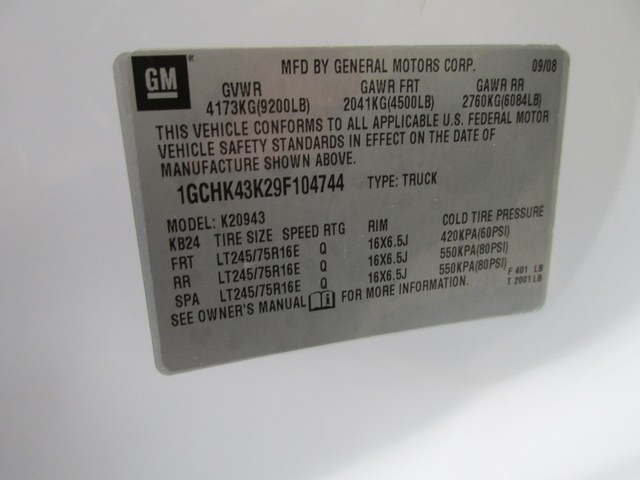 GM
MFD BY GENERAL MOTORS CORP. 09/08
GVWR GAWR FRT GAWR RR
4173KG(9200LB) 2041KG(4500LB) 2760KG(6084LB)
THIS VEHICLE CONFORMS TO ALL APPLICABLE U.S. FEDERAL MOTOR
VEHICLE SAFETY STANDARDS IN EFFECT ON THE DATE OF
MANUFACTURE SHOWN ABOVE.
1GCHK43K29F104744 TYPE: TRUCK
MODEL: K20943
KB24 TIRE SIZE SPEED RTG RIM COLD TIRE PRESSURE
FRT LT245/75R16E Q 16X6.5J 420KPA(60PSI)
RR LT245/75R16E Q 16X6.5J 550KPA(80PSI)
SPA LT245/75R16E Q 16X6.5J 550KPA(80PSI)
SEE OWNER'S MANUAL FOR MORE INFORMATION.
F 401 LB
T 2001 LB